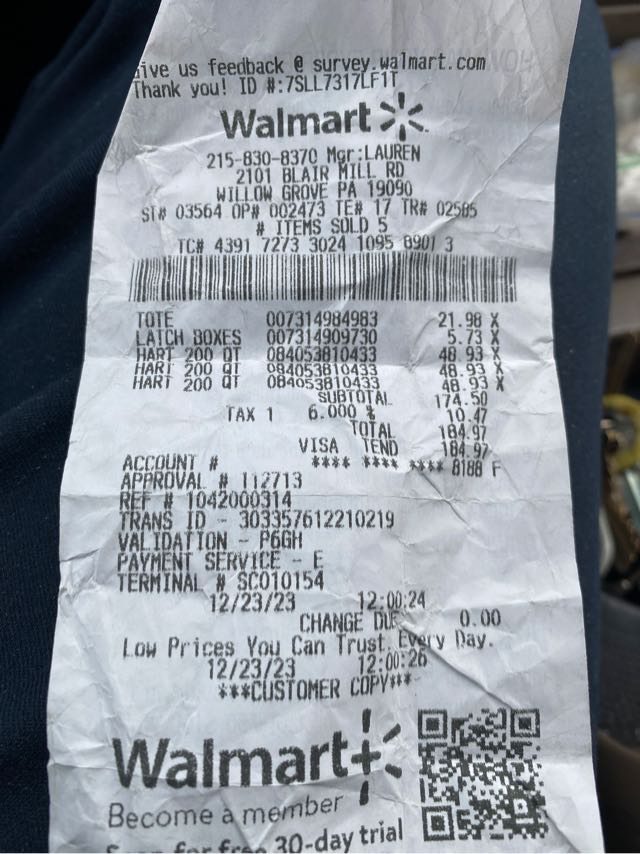 Give us feedback @ survey.walmart.com
Thank you! ID #:7SLL7317LF1T
Walmart
215-830-8370 Mgr:LAUREN
2101 BLAIR MILL RD
WILLOW GROVE PA 19090
ST# 03564 OP# 002473 TE# 17 TR# 02585
# ITEMS SOLD 5
TC# 4391 7273 3024 1095 8901 3
TOTE 007314984983 21.98 X
LATCH BOXES 007314909730 5.73 X
HART 200 QT 084053810433 48.93 X
HART 200 QT 084053810433 48.93 X
HART 200 QT 084053810433 48.93 X
SUBTOTAL 174.50
TAX 1 6.000 % 10.47
TOTAL 184.97
VISA TEND 184.97
ACCOUNT # **** **** **** 8188 F
APPROVAL # 112713
REF # 1042000314
TRANS ID - 303357612210219
VALIDATION - P6GH
PAYMENT SERVICE - E
TERMINAL # SC010154
12/23/23 12:00:24
CHANGE DUE 0.00
Low Prices You Can Trust. Every Day.
12/23/23 12:00:26
***CUSTOMER COPY***
Walmart+
Become a member
for free 30-day trial